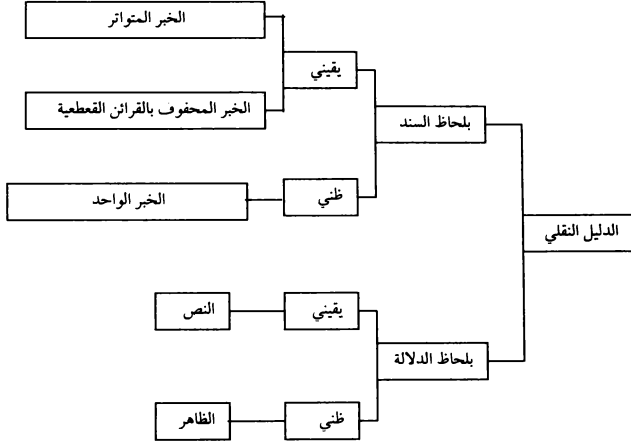 الخبر المتواتر
يقيني
الخبر المحفوف بالقرائن القعطعية
بلحاظ السند
ظني
الخبر الواحد
الدليل النقلي
يقيني
النص
بلحاظ الدلالة
ظني
الظاهر